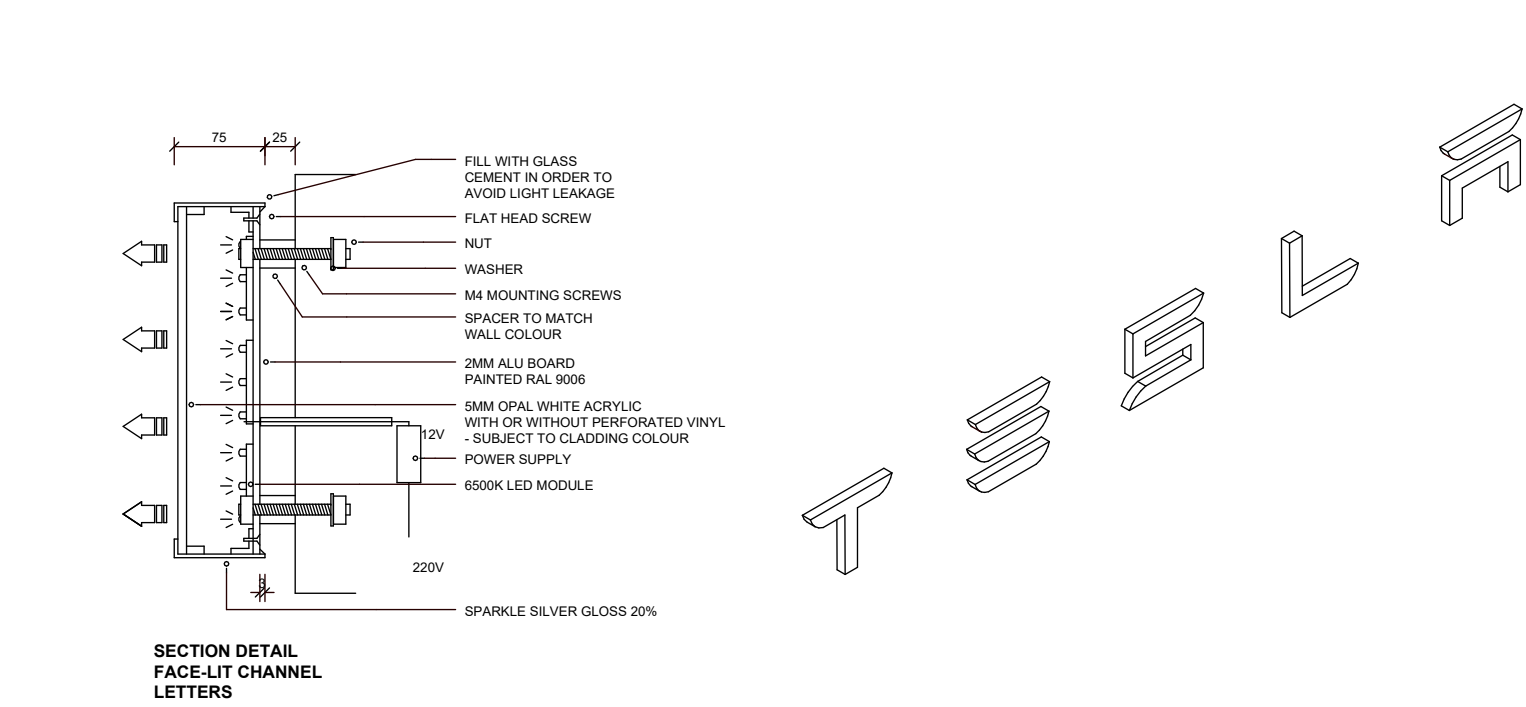 75
25
FILL WITH GLASS
CEMENT IN ORDER TO
AVOID LIGHT LEAKAGE
FLAT HEAD SCREW
NUT
WASHER
M4 MOUNTING SCREWS
SPACER TO MATCH
WALL COLOUR
2MM ALU BOARD
PAINTED RAL 9006
5MM OPAL WHITE ACRYLIC
WITH OR WITHOUT PERFORATED VINYL
- SUBJECT TO CLADDING COLOUR
12V
POWER SUPPLY
6500K LED MODULE
220V
3
SPARKLE SILVER GLOSS 20%
SECTION DETAIL
FACE-LIT CHANNEL
LETTERS
TESLA